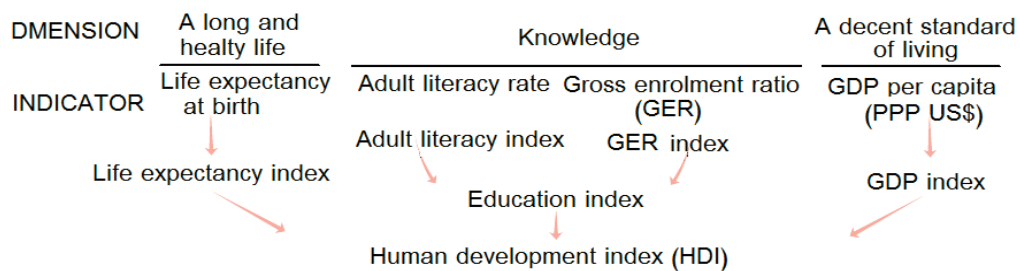 DMENSION
A long and
healty life
Knowledge
A decent standard
of living
INDICATOR
Life expectancy
at birth
Adult literacy rate
Gross enrolment ratio
(GER)
GDP per capita
(PPP US$)
Adult literacy index
GER index
Life expectancy index
GDP index
Education index
Human development index (HDI)